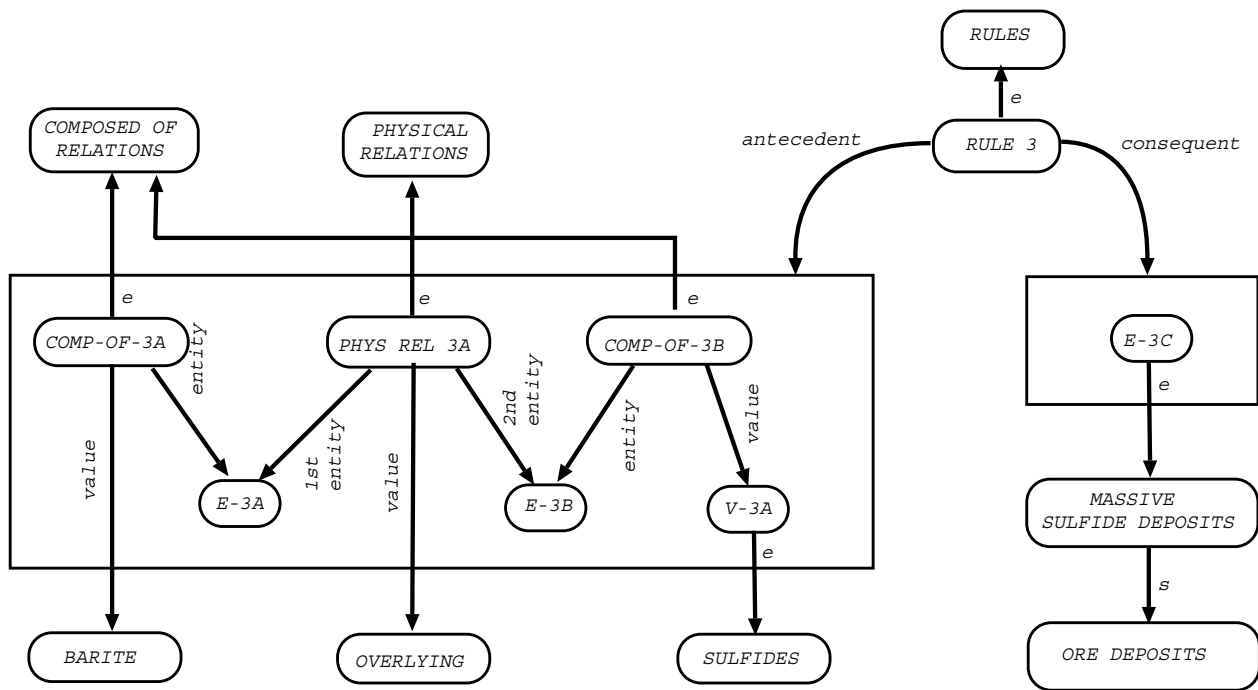 RULES
e
COMPOSED OF
RELATIONS
PHYSICAL
RELATIONS
antecedent
RULE 3
consequent
e
e
e
COMP-OF-3A
entity
PHYS REL 3A
COMP-OF-3B
E-3C
e
value
1st
entity
value
2nd
entity
entity
value
E-3A
E-3B
V-3A
e
MASSIVE
SULFIDE DEPOSITS
s
BARITE
OVERLYING
SULFIDES
ORE DEPOSITS